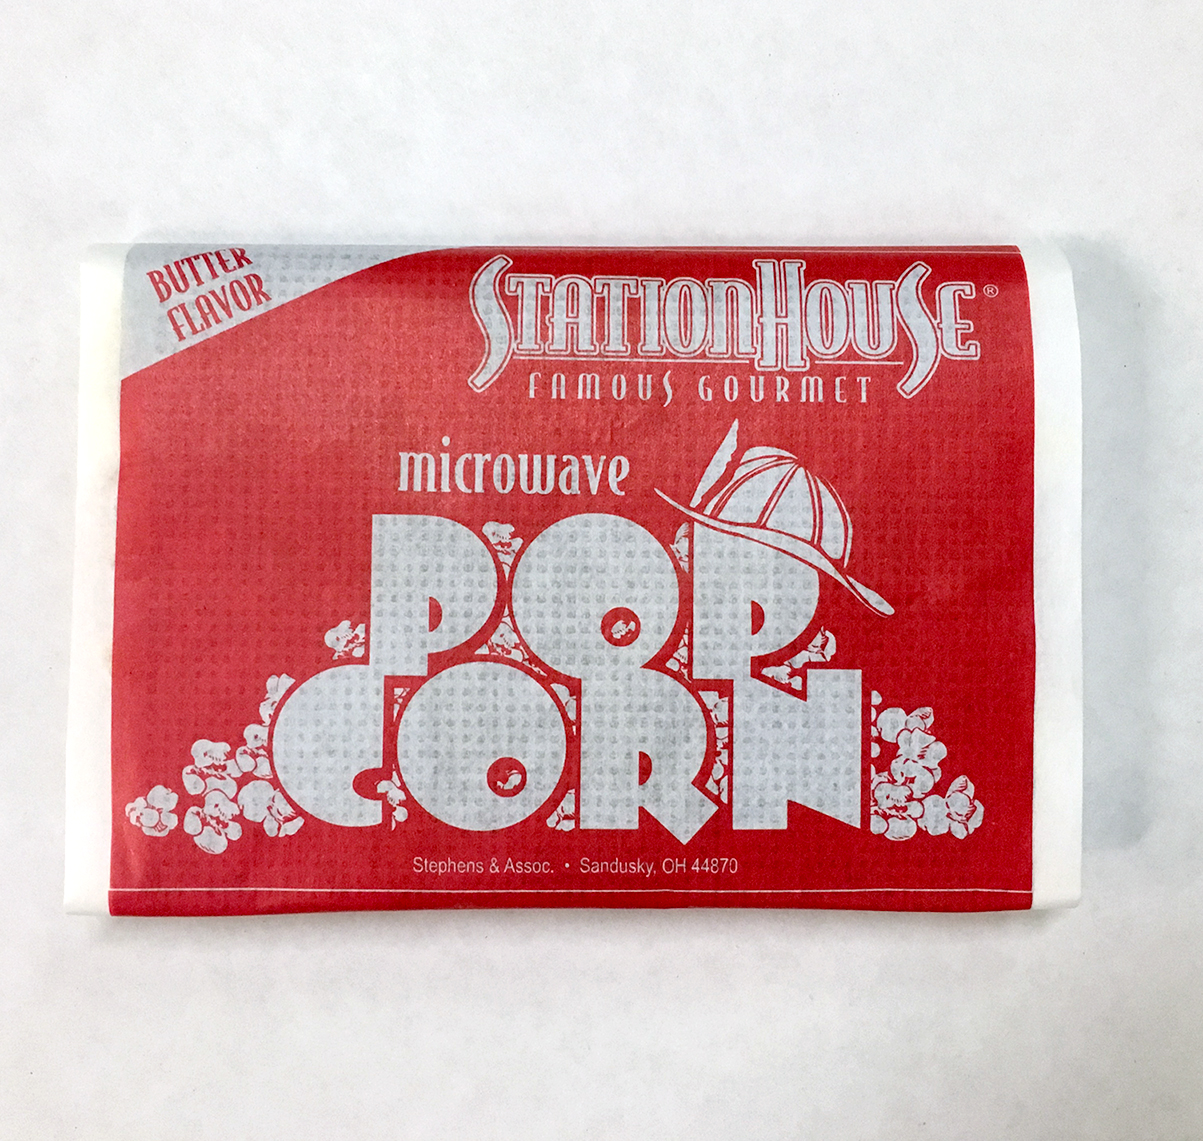 BUTTER
FLAVOR
STATIONHOUSE®
FAMOUS GOURMET
microwave
POP
CORN
Stephens & Assoc. • Sandusky, OH 44870